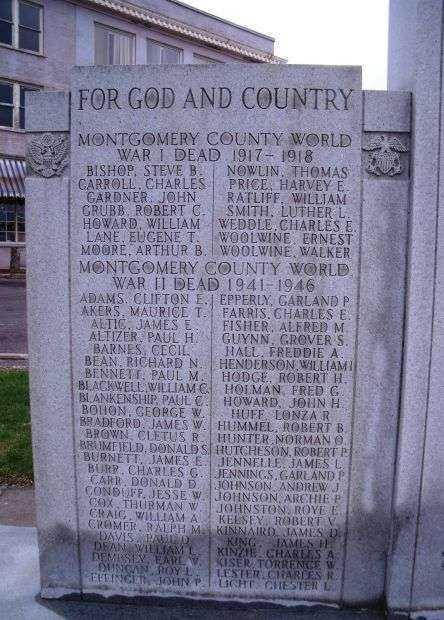 FOR GOD AND COUNTRY
MONTGOMERY COUNTY WORLD
WAR I DEAD 1917-1918
BISHOP, STEVE B.
CARROLL, CHARLES
GARDNER, JOHN
GRUBB, ROBERT C.
HOWARD, WILLIAM
LANE, EUGENE T.
MOORE, ARTHUR B.
NOWLIN, THOMAS
PRICE, HARVEY E.
RATLIFF, WILLIAM
SMITH, LUTHER L.
WEDDLE, CHARLES E.
WOOLWINE, ERNEST
WOOLWINE, WALKER
MONTGOMERY COUNTY WORLD
WAR II DEAD 1941-1946
ADAMS, CLIFTON E.
AKERS, MAURICE T.
ALTIC, JAMES E.
ALTIZER, PAUL H.
BARNES, CECIL
BEAN, RICHARD N.
BENNETT, PAUL M.
BLACKWELL, WILLIAM C.
BLANKENSHIP, PAUL C.
BOHON, GEORGE W.
BRADFORD, JAMES W.
BROWN, CLETUS R.
BRUMFIELD, DONALD S.
BURNETT, JAMES E.
BURR, CHARLES G.
CARR, DONALD D.
CONDUFF, JESSE W.
COX, THURMAN W.
CRAIG, WILLIAM A.
CROMER, RALPH M.
DAVIS, PAUL D.
DEAN, WILLIAM L.
DEMPSEY, EARL W.
DUNCAN, ROY L.
EFFINGER, JOHN P.
EPPERLY, GARLAND P.
FARRIS, CHARLES E.
FISHER, ALFRED M.
GUYNN, GROVER S.
HALL, FREDDIE A.
HENDERSON, WILLIAM I
HODGE, ROBERT H.
HOLMAN, FRED G.
HOWARD, JOHN H.
HUFF, LONZA R.
HUMMEL, ROBERT B.
HUNTER, NORMAN O.
HUTCHESON, ROBERT P.
JENNELLE, JAMES L.
JENNINGS, GARLAND P.
JOHNSON, ANDREW J.
JOHNSON, ARCHIE P.
JOHNSTON, ROYE E.
KELSEY, ROBERT V.
KINNAIRD, JAMES D.
KING, JAMES H.
KINZIE, CHARLES A.
KISER, TORRENCE W.
LESTER, CHARLES R.
LIGHT, CHESTER L.